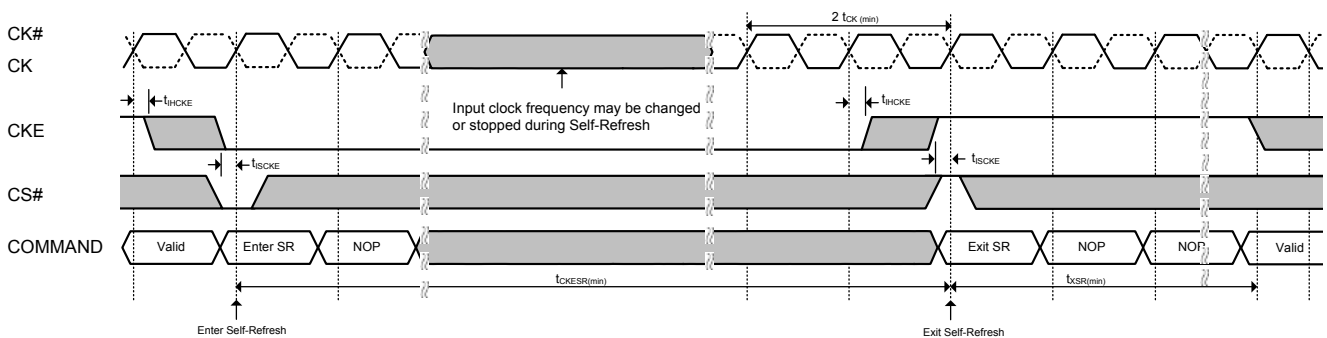 CK#
CK
2 tCK (min)
Input clock frequency may be changed
or stopped during Self-Refresh
tIHCKE
tIHCKE
CKE
tISCKE
tISCKE
CS#
COMMAND
Valid
Enter SR
NOP
Exit SR
NOP
NOP
Valid
tCKESR(min)
tXSR(min)
Enter Self-Refresh
Exit Self-Refresh